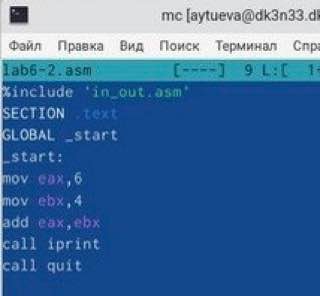 mc [aytueva@dk3n33.dk
Файл Правка Вид Поиск Терминал Спра
lab6-2.asm [----] 9 L:[ 1
%include 'in_out.asm'
SECTION .text
GLOBAL _start
_start:
mov eax,6
mov ebx,4
add eax,ebx
call iprint
call quit